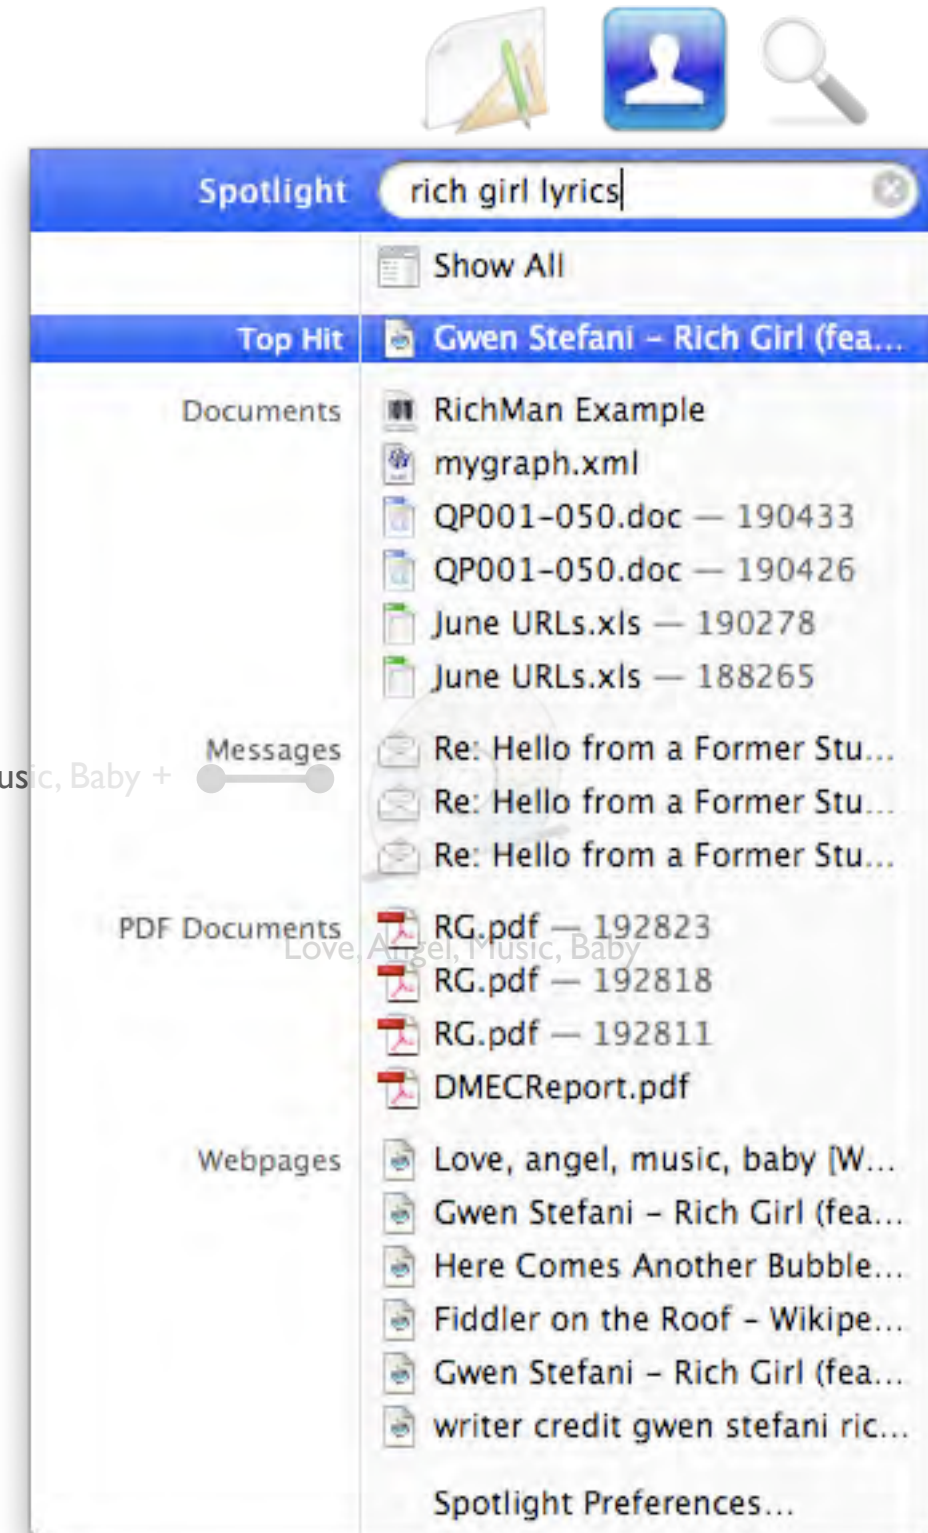 Spotlight rich girl lyrics
Show All
Top Hit Gwen Stefani – Rich Girl (fea...
Documents RichMan Example
mygraph.xml
QP001-050.doc — 190433
QP001-050.doc — 190426
June URLs.xls — 190278
June URLs.xls — 188265
Messages Re: Hello from a Former Stu...
usic, Baby +
Re: Hello from a Former Stu...
Re: Hello from a Former Stu...
PDF Documents RG.pdf — 192823
Love, Angel, Music, Baby
RG.pdf — 192818
RG.pdf — 192811
DMECReport.pdf
Webpages Love, angel, music, baby [W...
Gwen Stefani – Rich Girl (fea...
Here Comes Another Bubble...
Fiddler on the Roof – Wikipe...
Gwen Stefani – Rich Girl (fea...
writer credit gwen stefani ric...
Spotlight Preferences...